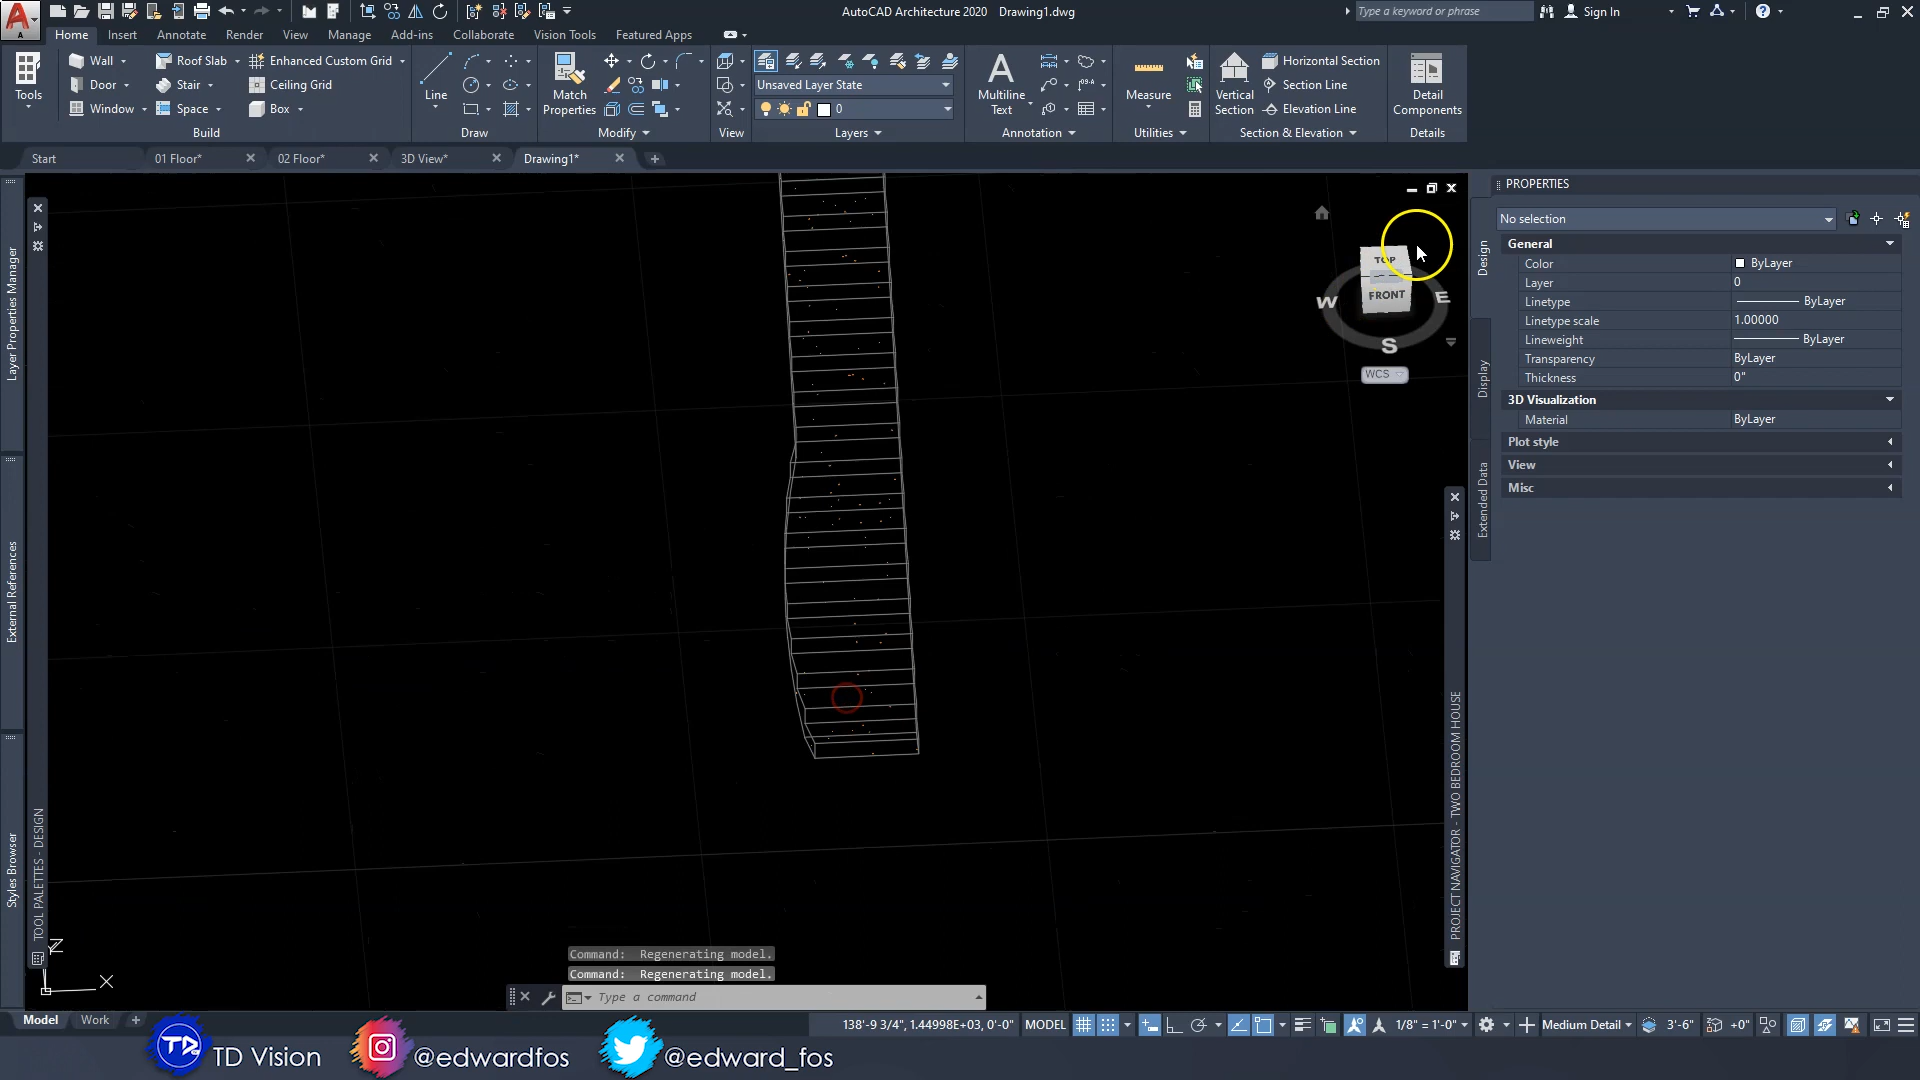 AutoCAD Architecture 2020 Drawing1.dwg
Type a keyword or phrase
Sign In
Home Insert Annotate Render View Manage Add-ins Collaborate Vision Tools Featured Apps
Tools
Wall
Door
Window
Roof Slab
Stair
Space
Enhanced Custom Grid
Ceiling Grid
Box
Build
Line
Draw
Match Properties
Modify
View
Unsaved Layer State
0
Layers
Multiline Text
Annotation
Measure
Utilities
Vertical Section
Horizontal Section
Section Line
Elevation Line
Section & Elevation
Detail Components
Details
Start
01 Floor*
02 Floor*
3D View*
Drawing1*
Layer Properties Manager
External References
Styles Browser
TOOL PALETTES - DESIGN
TOP
FRONT
W
E
S
WCS
Z
X
PROJECT NAVIGATOR - TWO BEDROOM HOUSE
Design
Display
Extended Data
PROPERTIES
No selection
General
Color ByLayer
Layer 0
Linetype ByLayer
Linetype scale 1.00000
Lineweight ByLayer
Transparency ByLayer
Thickness 0"
3D Visualization
Material ByLayer
Plot style
View
Misc
Command: Regenerating model.
Command: Regenerating model.
Type a command
Model Work
138'-9 3/4", 1.44998E+03, 0'-0" MODEL
1/8" = 1'-0"
Medium Detail
3'-6"
+0"
TD Vision
@edwardfos
@edward_fos